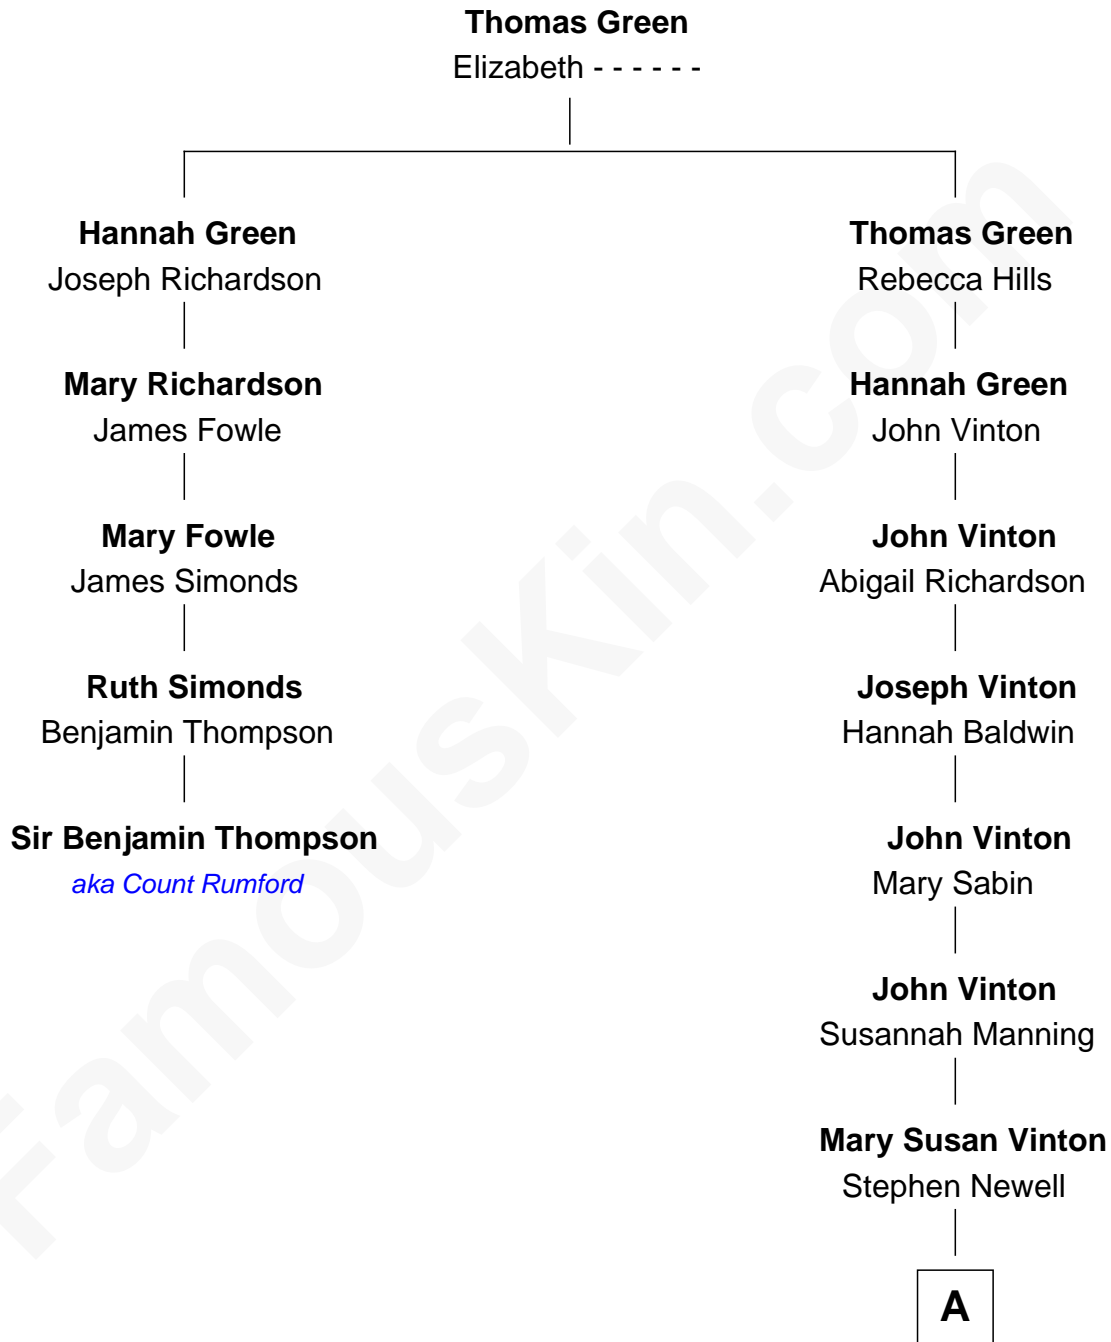 Thomas Green
Elizabeth - - - - - -
Hannah Green
Joseph Richardson
Mary Richardson
James Fowle
Mary Fowle
James Simonds
Ruth Simonds
Benjamin Thompson
Sir Benjamin Thompson
aka Count Rumford
Thomas Green
Rebecca Hills
Hannah Green
John Vinton
John Vinton
Abigail Richardson
Joseph Vinton
Hannah Baldwin
John Vinton
Mary Sabin
John Vinton
Susannah Manning
Mary Susan Vinton
Stephen Newell
A
FamousKin.com